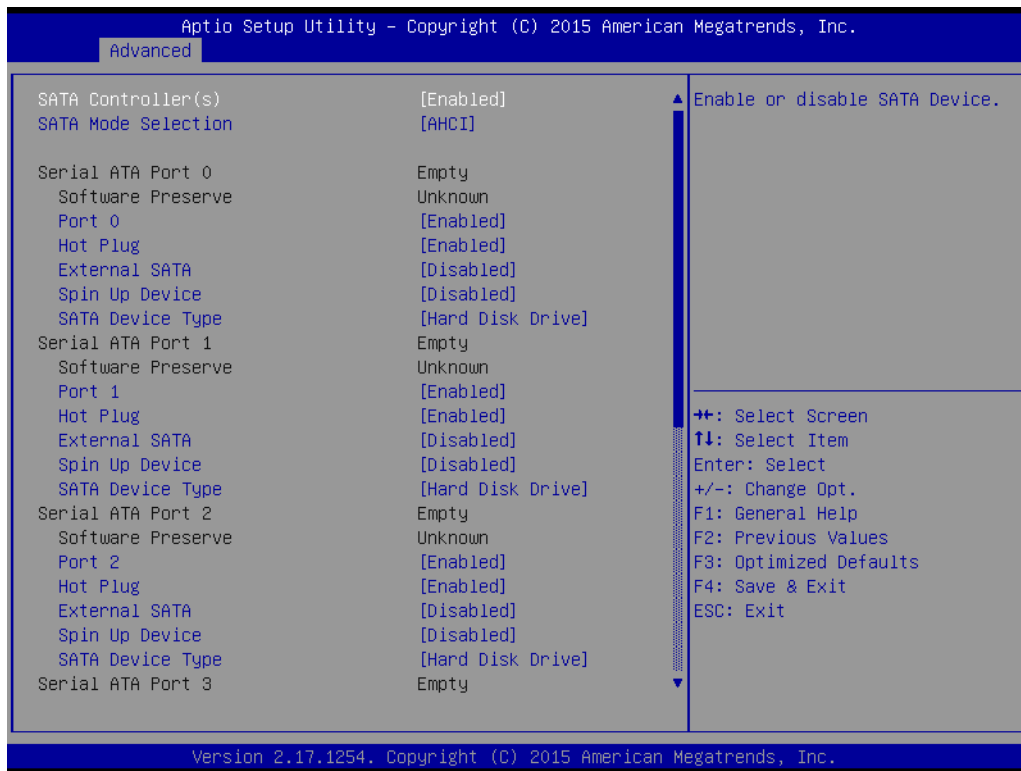 Aptio Setup Utility – Copyright (C) 2015 American Megatrends, Inc.
Advanced
SATA Controller(s) [Enabled]
SATA Mode Selection [AHCI]
Serial ATA Port 0 Empty
Software Preserve Unknown
Port 0 [Enabled]
Hot Plug [Enabled]
External SATA [Disabled]
Spin Up Device [Disabled]
SATA Device Type [Hard Disk Drive]
Serial ATA Port 1 Empty
Software Preserve Unknown
Port 1 [Enabled]
Hot Plug [Enabled]
External SATA [Disabled]
Spin Up Device [Disabled]
SATA Device Type [Hard Disk Drive]
Serial ATA Port 2 Empty
Software Preserve Unknown
Port 2 [Enabled]
Hot Plug [Enabled]
External SATA [Disabled]
Spin Up Device [Disabled]
SATA Device Type [Hard Disk Drive]
Serial ATA Port 3 Empty
Enable or disable SATA Device.
→←: Select Screen
↑↓: Select Item
Enter: Select
+/-: Change Opt.
F1: General Help
F2: Previous Values
F3: Optimized Defaults
F4: Save & Exit
ESC: Exit
Version 2.17.1254. Copyright (C) 2015 American Megatrends, Inc.